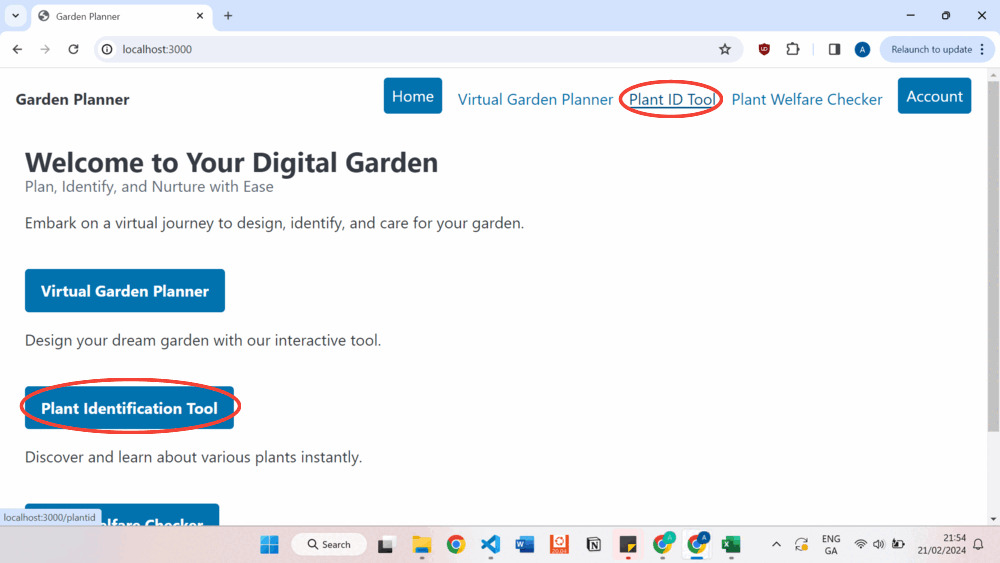 Garden Planner
localhost:3000
Relaunch to update
Garden Planner
Home
Virtual Garden Planner
Plant ID Tool
Plant Welfare Checker
Account
Welcome to Your Digital Garden
Plan, Identify, and Nurture with Ease
Embark on a virtual journey to design, identify, and care for your garden.
Virtual Garden Planner
Design your dream garden with our interactive tool.
Plant Identification Tool
Discover and learn about various plants instantly.
localhost:3000/plantid
elfare Checker
Search
ENG
GA
21:54
21/02/2024